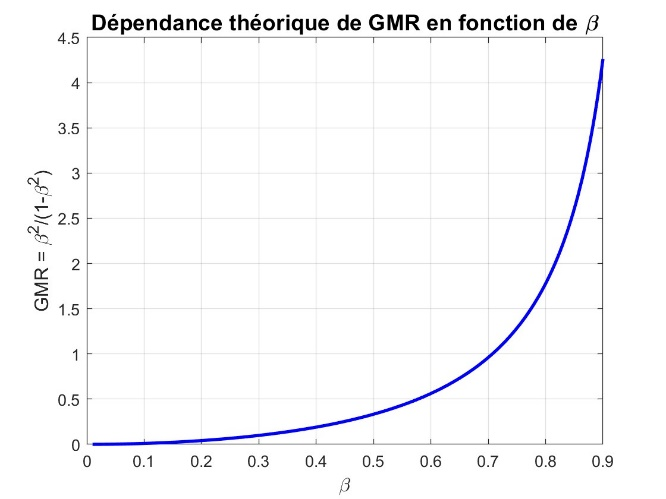 Dépendance théorique de GMR en fonction de β
4.5
4
3.5
3
2.5
2
1.5
1
0.5
0
GMR = β²/(1-β²)
0 0.1 0.2 0.3 0.4 0.5 0.6 0.7 0.8 0.9
β